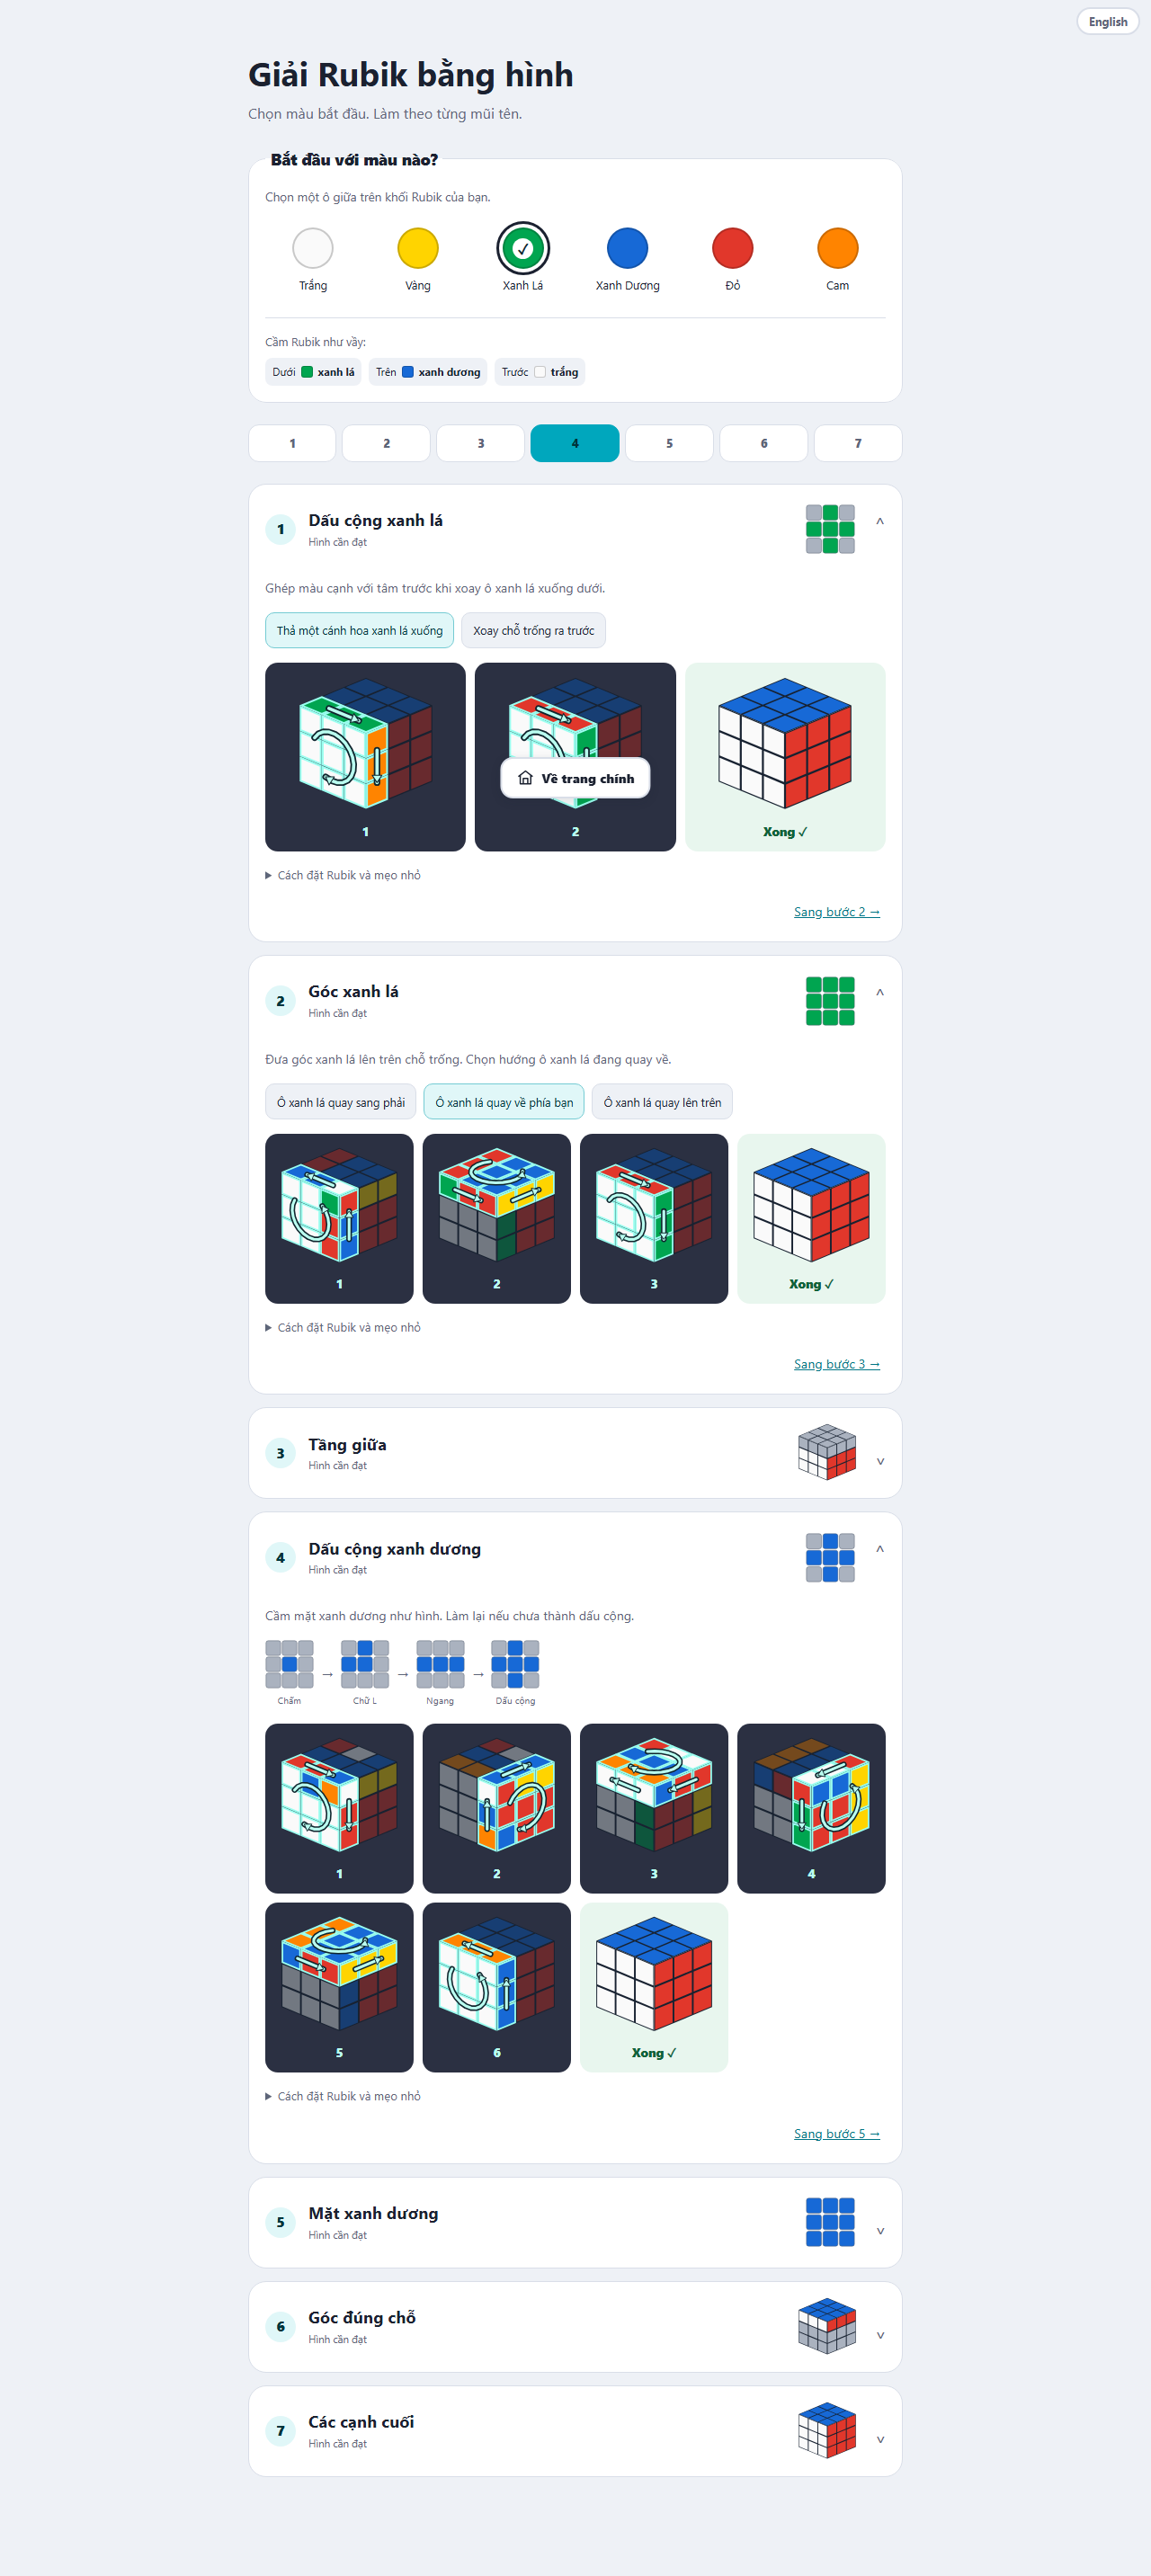 English
Giải Rubik bằng hình
Chọn màu bắt đầu. Làm theo từng mũi tên.
Bắt đầu với màu nào?
Chọn một ô giữa trên khối Rubik của bạn.
Trắng
Vàng
Xanh Lá
Xanh Dương
Đỏ
Cam
Cầm Rubik như vầy:
Dưới xanh lá
Trên xanh dương
Trước trắng
1
2
3
4
5
6
7
1
Dấu cộng xanh lá
Hình cần đạt
Ghép màu cạnh với tâm trước khi xoay ô xanh lá xuống dưới.
Thả một cánh hoa xanh lá xuống
Xoay chỗ trống ra trước
Về trang chính
1
2
Xong ✓
Cách đặt Rubik và mẹo nhỏ
Sang bước 2 →
2
Góc xanh lá
Hình cần đạt
Đưa góc xanh lá lên trên chỗ trống. Chọn hướng ô xanh lá đang quay về.
Ô xanh lá quay sang phải
Ô xanh lá quay về phía bạn
Ô xanh lá quay lên trên
1
2
3
Xong ✓
Cách đặt Rubik và mẹo nhỏ
Sang bước 3 →
3
Tầng giữa
Hình cần đạt
4
Dấu cộng xanh dương
Hình cần đạt
Cầm mặt xanh dương như hình. Làm lại nếu chưa thành dấu cộng.
Chấm
→
Chữ L
→
Ngang
→
Dấu cộng
1
2
3
4
5
6
Xong ✓
Cách đặt Rubik và mẹo nhỏ
Sang bước 5 →
5
Mặt xanh dương
Hình cần đạt
6
Góc đúng chỗ
Hình cần đạt
7
Các cạnh cuối
Hình cần đạt